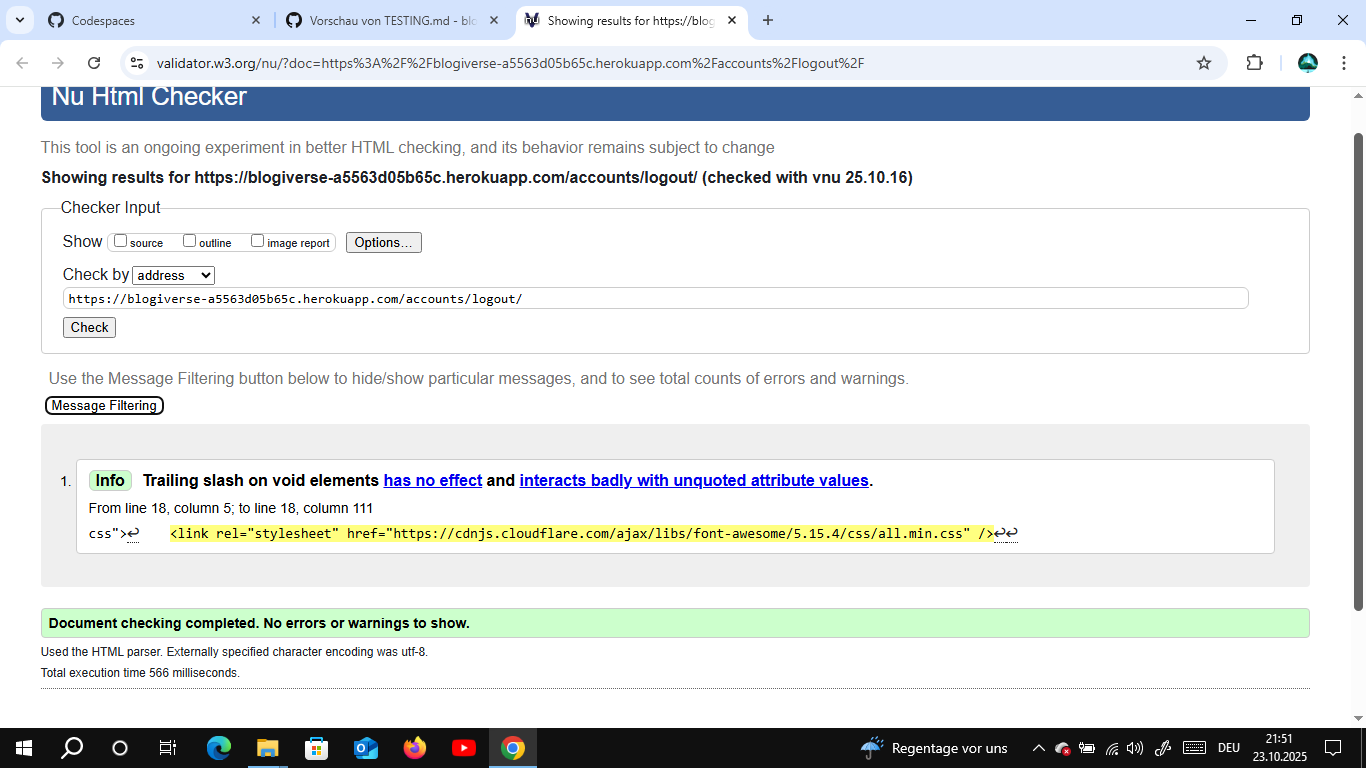 Codespaces
Vorschau von TESTING.md - blo
Showing results for https://blog
validator.w3.org/nu/?doc=https%3A%2F%2Fblogiverse-a5563d05b65c.herokuapp.com%2Faccounts%2Flogout%2F
Nu Html Checker
This tool is an ongoing experiment in better HTML checking, and its behavior remains subject to change
Showing results for https://blogiverse-a5563d05b65c.herokuapp.com/accounts/logout/ (checked with vnu 25.10.16)
Checker Input
Show source outline image report Options...
Check by address
https://blogiverse-a5563d05b65c.herokuapp.com/accounts/logout/
Check
Use the Message Filtering button below to hide/show particular messages, and to see total counts of errors and warnings.
Message Filtering
1. Info Trailing slash on void elements has no effect and interacts badly with unquoted attribute values.
From line 18, column 5; to line 18, column 111
css">↩ <link rel="stylesheet" href="https://cdnjs.cloudflare.com/ajax/libs/font-awesome/5.15.4/css/all.min.css" />↩↩
Document checking completed. No errors or warnings to show.
Used the HTML parser. Externally specified character encoding was utf-8.
Total execution time 566 milliseconds.
Regentage vor uns
DEU
21:51
23.10.2025